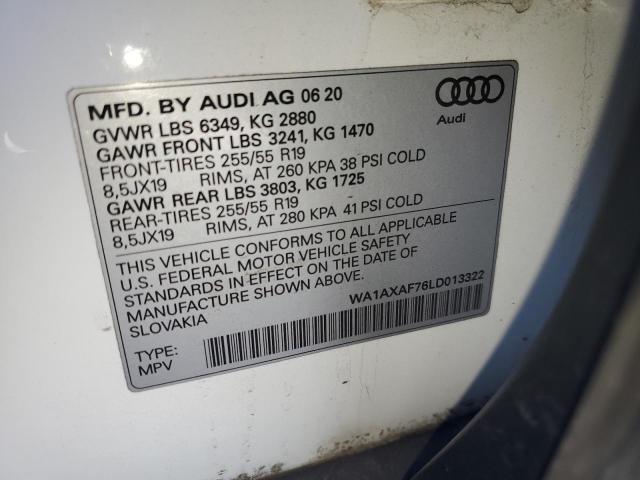 MFD. BY AUDI AG 06 20
Audi
GVWR LBS 6349, KG 2880
GAWR FRONT LBS 3241, KG 1470
FRONT-TIRES 255/55 R19
8,5JX19 RIMS, AT 260 KPA 38 PSI COLD
GAWR REAR LBS 3803, KG 1725
REAR-TIRES 255/55 R19
8,5JX19 RIMS, AT 280 KPA 41 PSI COLD
THIS VEHICLE CONFORMS TO ALL APPLICABLE
U.S. FEDERAL MOTOR VEHICLE SAFETY
STANDARDS IN EFFECT ON THE DATE OF
MANUFACTURE SHOWN ABOVE.
SLOVAKIA
WA1AXAF76LD013322
TYPE:
MPV